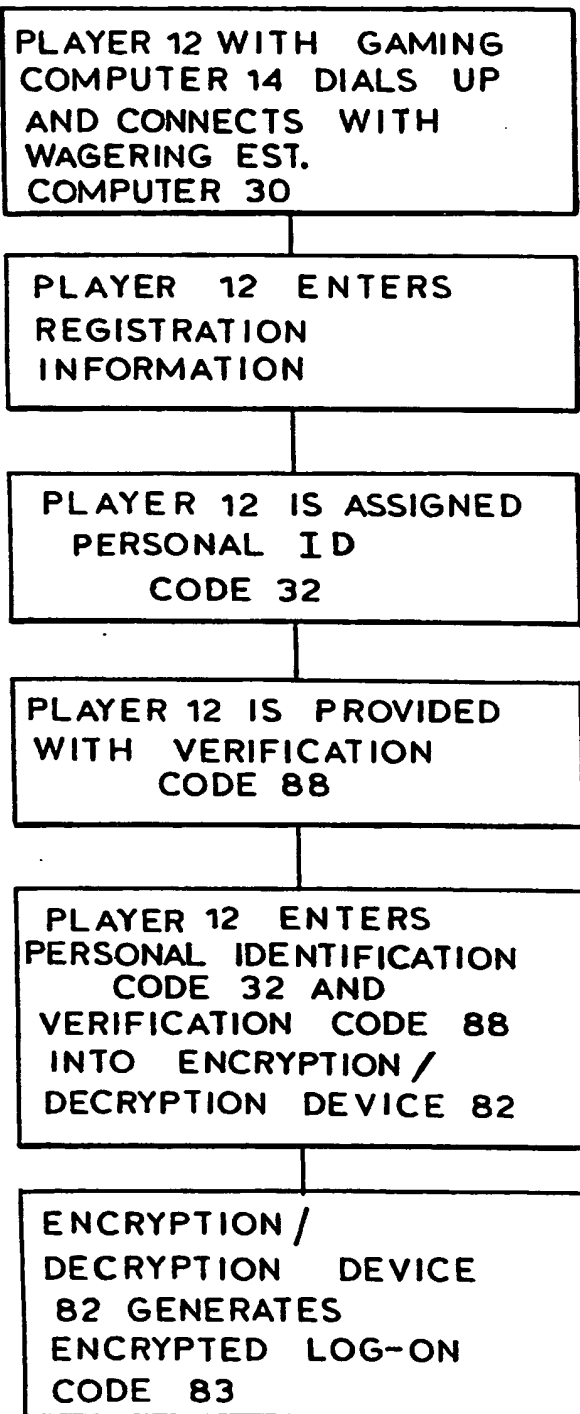 PLAYER 12 WITH GAMING
COMPUTER 14 DIALS UP
AND CONNECTS WITH
WAGERING EST.
COMPUTER 30
PLAYER 12 ENTERS
REGISTRATION
INFORMATION
PLAYER 12 IS ASSIGNED
PERSONAL ID
CODE 32
PLAYER 12 IS PROVIDED
WITH VERIFICATION
CODE 88
PLAYER 12 ENTERS
PERSONAL IDENTIFICATION
CODE 32 AND
VERIFICATION CODE 88
INTO ENCRYPTION/
DECRYPTION DEVICE 82
ENCRYPTION/
DECRYPTION DEVICE
82 GENERATES
ENCRYPTED LOG-ON
CODE 83